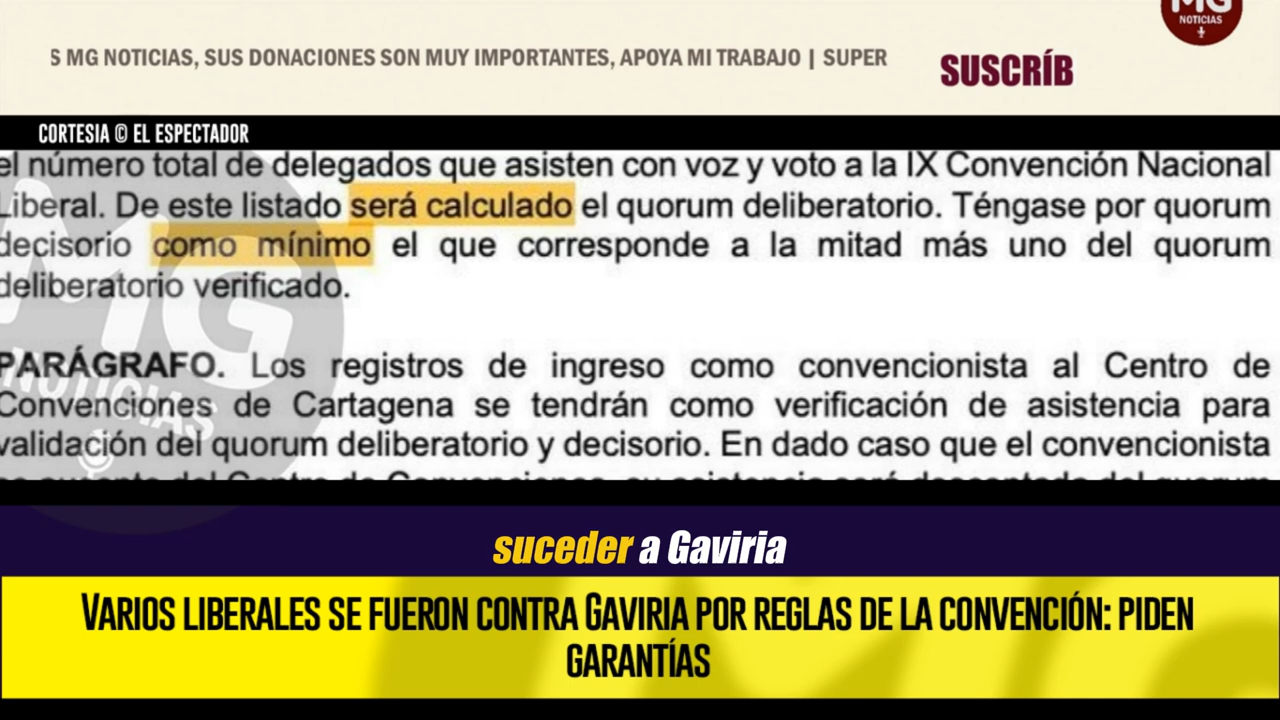 MG
NOTICIAS
S MG NOTICIAS, SUS DONACIONES SON MUY IMPORTANTES, APOYA MI TRABAJO | SUPER
SUSCRÍB
CORTESIA © EL ESPECTADOR
el número total de delegados que asisten con voz y voto a la IX Convención Nacional
Liberal. De este listado será calculado el quorum deliberatorio. Téngase por quorum
decisorio como mínimo el que corresponde a la mitad más uno del quorum
deliberatorio verificado.
MG
NOTICIAS
PARÁGRAFO. Los registros de ingreso como convencionista al Centro de
Convenciones de Cartagena se tendrán como verificación de asistencia para
validación del quorum deliberatorio y decisorio. En dado caso que el convencionista
suceder a Gaviria
VARIOS LIBERALES SE FUERON CONTRA GAVIRIA POR REGLAS DE LA CONVENCIÓN: PIDEN
GARANTÍAS